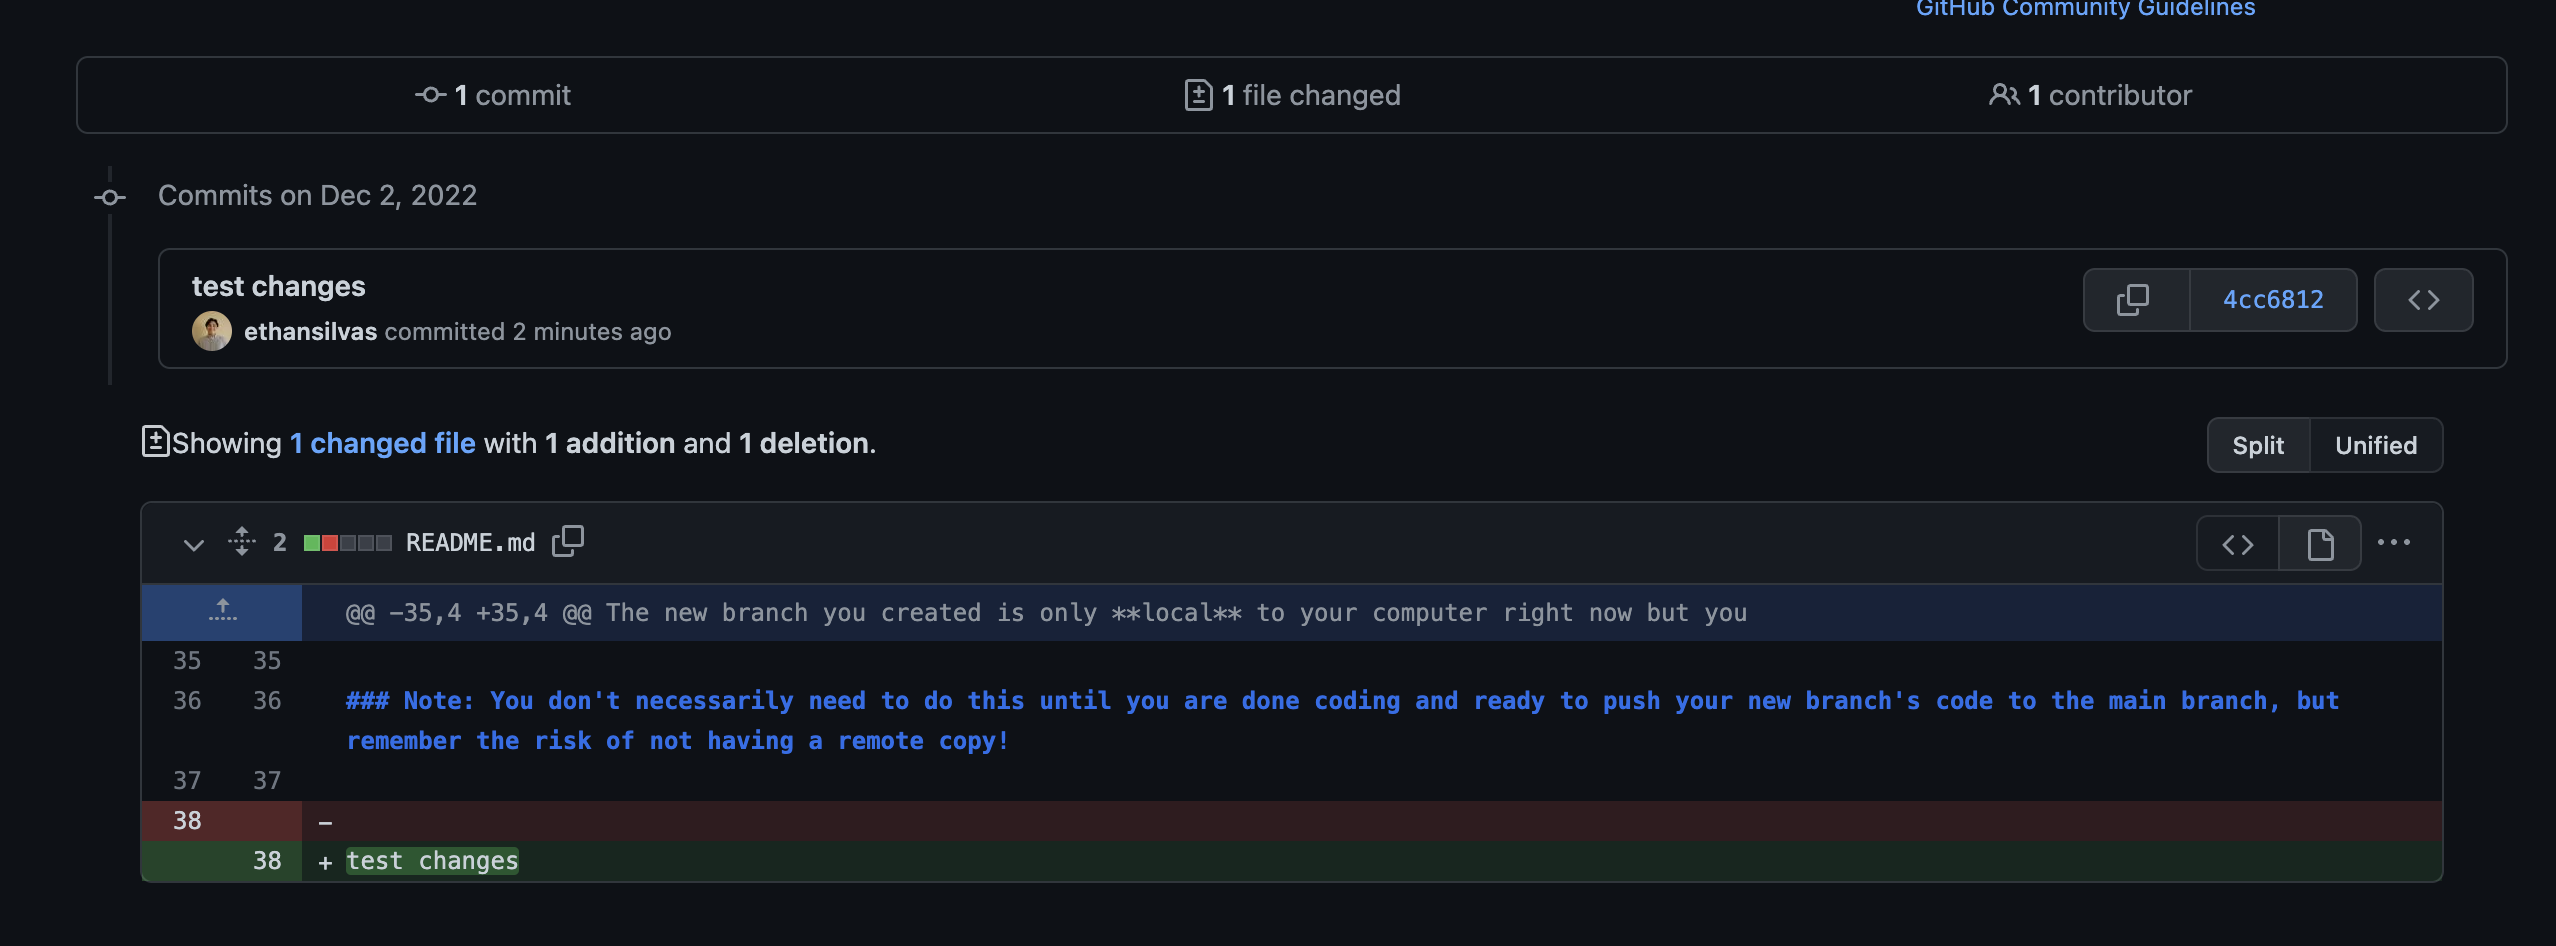 GitHub Community Guidelines
1 commit
1 file changed
1 contributor
Commits on Dec 2, 2022
test changes
4cc6812
ethansilvas committed 2 minutes ago
Showing 1 changed file with 1 addition and 1 deletion.
Split
Unified
2 README.md
@@ -35,4 +35,4 @@ The new branch you created is only **local** to your computer right now but you
35 35
36 36 ### Note: You don't necessarily need to do this until you are done coding and ready to push your new branch's code to the main branch, but
remember the risk of not having a remote copy!
37 37
38 -
38 + test changes